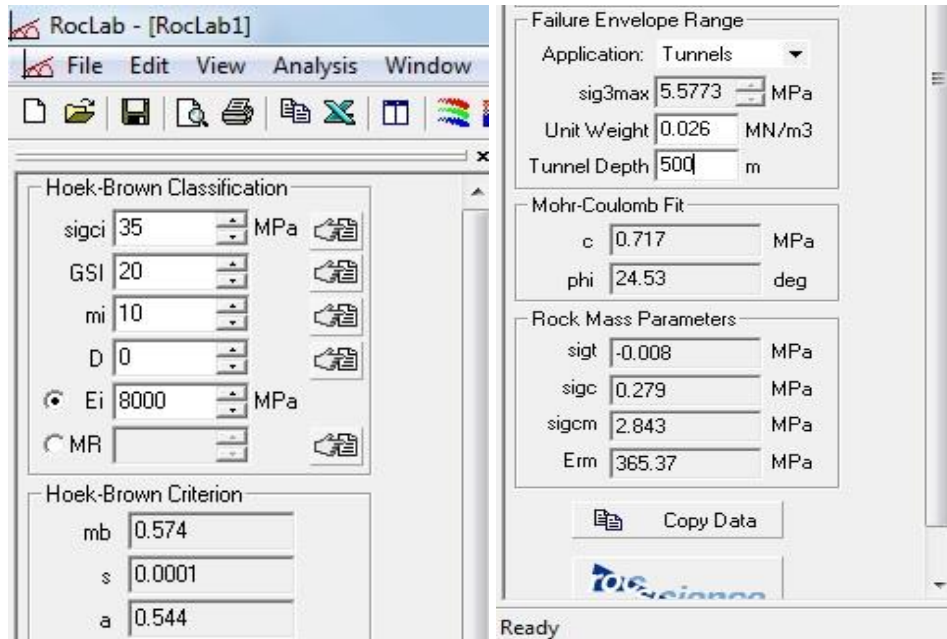 RocLab - [RocLab1]
File Edit View Analysis Window
Hoek-Brown Classification
sigci 35 MPa
GSI 20
mi 10
D 0
Ei 8000 MPa
MR
Hoek-Brown Criterion
mb 0.574
s 0.0001
a 0.544
Failure Envelope Range
Application: Tunnels
sig3max 5.5773 MPa
Unit Weight 0.026 MN/m3
Tunnel Depth 500 m
Mohr-Coulomb Fit
c 0.717 MPa
phi 24.53 deg
Rock Mass Parameters
sigt -0.008 MPa
sigc 0.279 MPa
sigcm 2.843 MPa
Erm 365.37 MPa
Copy Data
rocscience
Ready